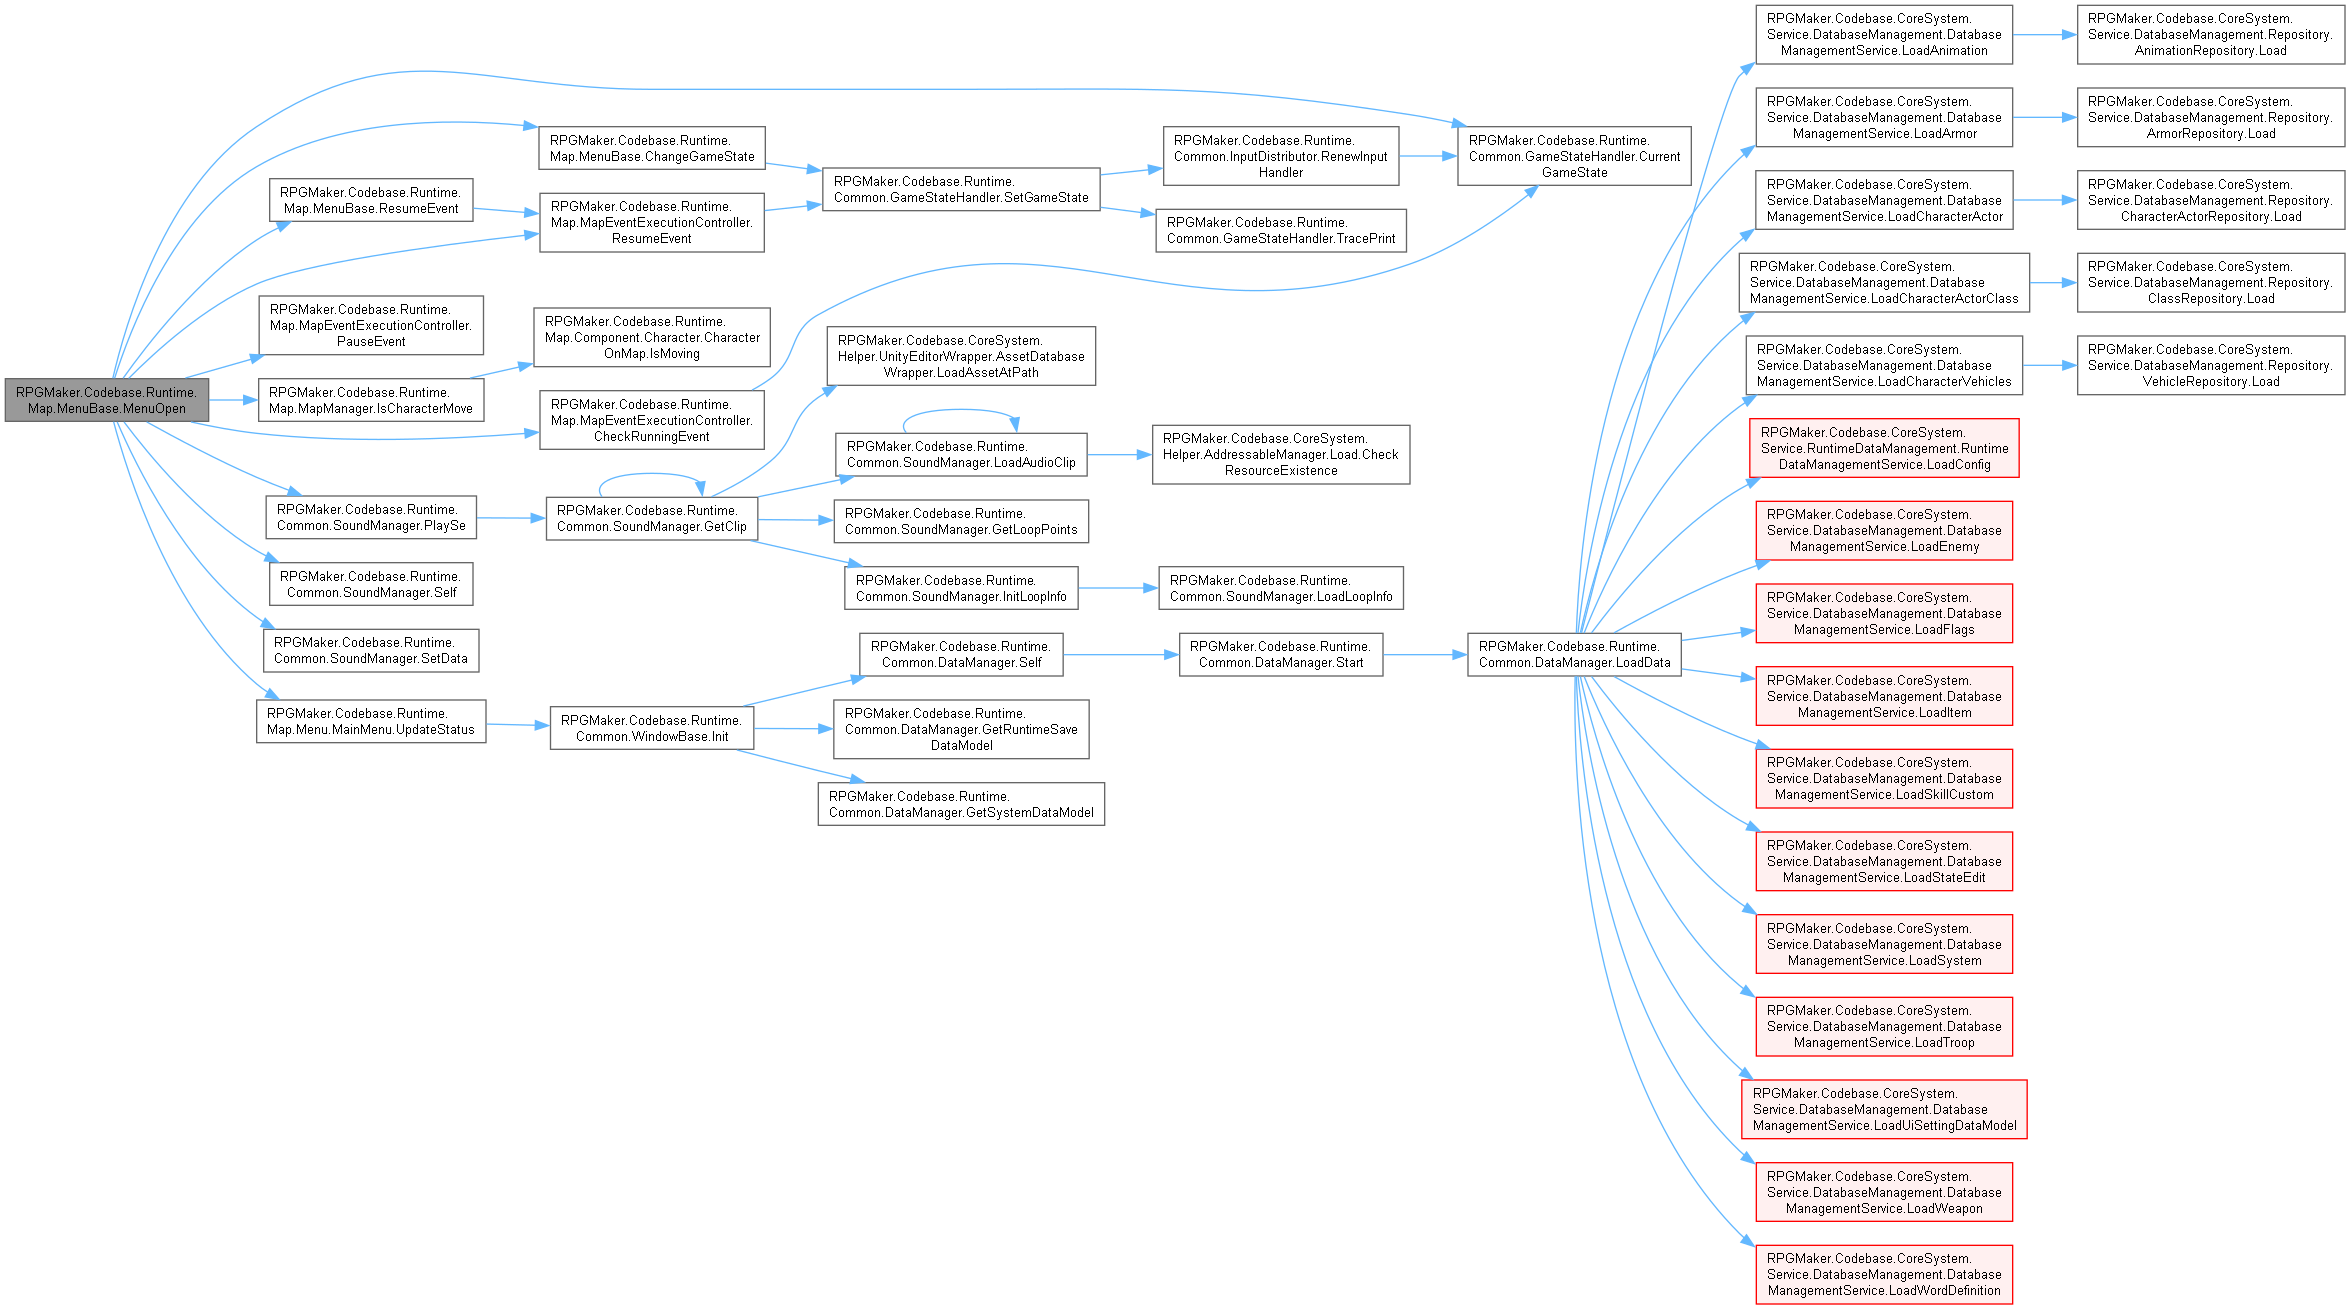 RPGMaker.Codebase.Runtime.
Map.MenuBase.MenuOpen
RPGMaker.Codebase.Runtime.
Map.MenuBase.ResumeEvent
RPGMaker.Codebase.Runtime.
Map.MapEventExecutionController.
PauseEvent
RPGMaker.Codebase.Runtime.
Map.MapManager.IsCharacterMove
RPGMaker.Codebase.Runtime.
Common.SoundManager.PlaySe
RPGMaker.Codebase.Runtime.
Common.SoundManager.Self
RPGMaker.Codebase.Runtime.
Common.SoundManager.SetData
RPGMaker.Codebase.Runtime.
Map.Menu.MainMenu.UpdateStatus
RPGMaker.Codebase.Runtime.
Map.MenuBase.ChangeGameState
RPGMaker.Codebase.Runtime.
Map.MapEventExecutionController.
ResumeEvent
RPGMaker.Codebase.Runtime.
Map.Component.Character.Character
OnMap.IsMoving
RPGMaker.Codebase.Runtime.
Map.MapEventExecutionController.
CheckRunningEvent
RPGMaker.Codebase.Runtime.
Common.SoundManager.GetClip
RPGMaker.Codebase.Runtime.
Common.WindowBase.Init
RPGMaker.Codebase.Runtime.
Common.GameStateHandler.SetGameState
RPGMaker.Codebase.CoreSystem.
Helper.UnityEditorWrapper.AssetDatabase
Wrapper.LoadAssetAtPath
RPGMaker.Codebase.Runtime.
Common.SoundManager.LoadAudioClip
RPGMaker.Codebase.Runtime.
Common.SoundManager.GetLoopPoints
RPGMaker.Codebase.Runtime.
Common.SoundManager.InitLoopInfo
RPGMaker.Codebase.Runtime.
Common.DataManager.Self
RPGMaker.Codebase.Runtime.
Common.DataManager.GetRuntimeSave
DataModel
RPGMaker.Codebase.Runtime.
Common.DataManager.GetSystemDataModel
RPGMaker.Codebase.Runtime.
Common.InputDistributor.RenewInput
Handler
RPGMaker.Codebase.Runtime.
Common.GameStateHandler.TracePrint
RPGMaker.Codebase.CoreSystem.
Helper.AddressableManager.Load.Check
ResourceExistence
RPGMaker.Codebase.Runtime.
Common.SoundManager.LoadLoopInfo
RPGMaker.Codebase.Runtime.
Common.DataManager.Start
RPGMaker.Codebase.Runtime.
Common.GameStateHandler.Current
GameState
RPGMaker.Codebase.Runtime.
Common.DataManager.LoadData
RPGMaker.Codebase.CoreSystem.
Service.DatabaseManagement.Database
ManagementService.LoadAnimation
RPGMaker.Codebase.CoreSystem.
Service.DatabaseManagement.Database
ManagementService.LoadArmor
RPGMaker.Codebase.CoreSystem.
Service.DatabaseManagement.Database
ManagementService.LoadCharacterActor
RPGMaker.Codebase.CoreSystem.
Service.DatabaseManagement.Database
ManagementService.LoadCharacterActorClass
RPGMaker.Codebase.CoreSystem.
Service.DatabaseManagement.Database
ManagementService.LoadCharacterVehicles
RPGMaker.Codebase.CoreSystem.
Service.RuntimeDataManagement.Runtime
DataManagementService.LoadConfig
RPGMaker.Codebase.CoreSystem.
Service.DatabaseManagement.Database
ManagementService.LoadEnemy
RPGMaker.Codebase.CoreSystem.
Service.DatabaseManagement.Database
ManagementService.LoadFlags
RPGMaker.Codebase.CoreSystem.
Service.DatabaseManagement.Database
ManagementService.LoadItem
RPGMaker.Codebase.CoreSystem.
Service.DatabaseManagement.Database
ManagementService.LoadSkillCustom
RPGMaker.Codebase.CoreSystem.
Service.DatabaseManagement.Database
ManagementService.LoadStateEdit
RPGMaker.Codebase.CoreSystem.
Service.DatabaseManagement.Database
ManagementService.LoadSystem
RPGMaker.Codebase.CoreSystem.
Service.DatabaseManagement.Database
ManagementService.LoadTroop
RPGMaker.Codebase.CoreSystem.
Service.DatabaseManagement.Database
ManagementService.LoadUiSettingDataModel
RPGMaker.Codebase.CoreSystem.
Service.DatabaseManagement.Database
ManagementService.LoadWeapon
RPGMaker.Codebase.CoreSystem.
Service.DatabaseManagement.Database
ManagementService.LoadWordDefinition
RPGMaker.Codebase.CoreSystem.
Service.DatabaseManagement.Repository.
AnimationRepository.Load
RPGMaker.Codebase.CoreSystem.
Service.DatabaseManagement.Repository.
ArmorRepository.Load
RPGMaker.Codebase.CoreSystem.
Service.DatabaseManagement.Repository.
CharacterActorRepository.Load
RPGMaker.Codebase.CoreSystem.
Service.DatabaseManagement.Repository.
ClassRepository.Load
RPGMaker.Codebase.CoreSystem.
Service.DatabaseManagement.Repository.
VehicleRepository.Load